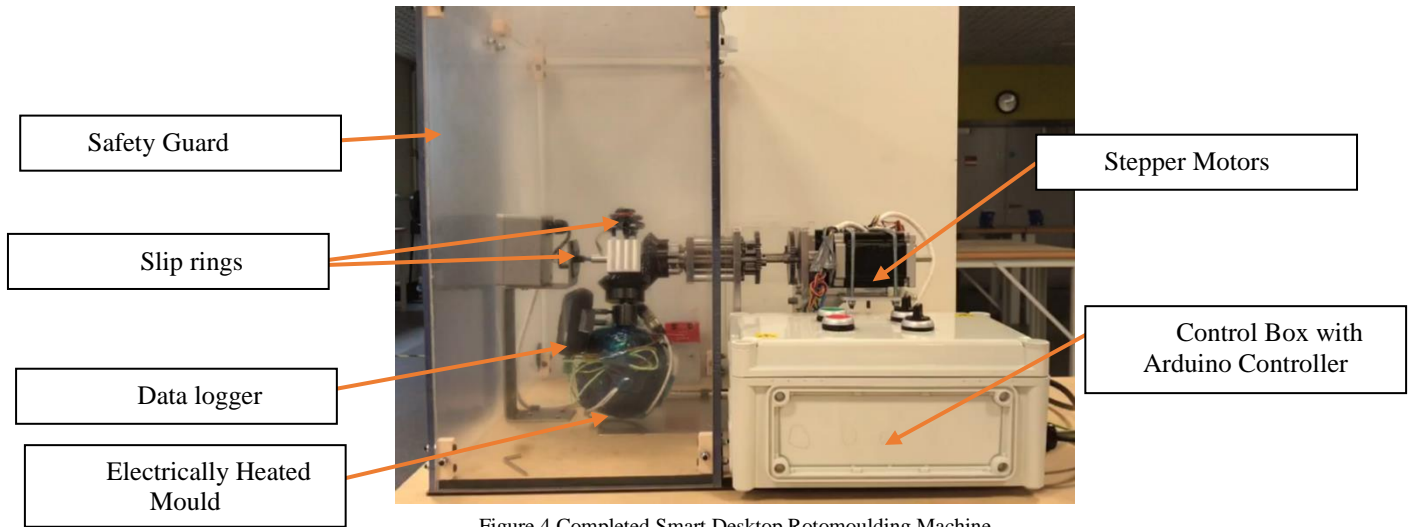 Safety Guard
Slip rings
Data logger
Electrically Heated
Mould
Stepper Motors
Control Box with
Arduino Controller
Figure 4 Completed Smart Desktop Rotomoulding Machine